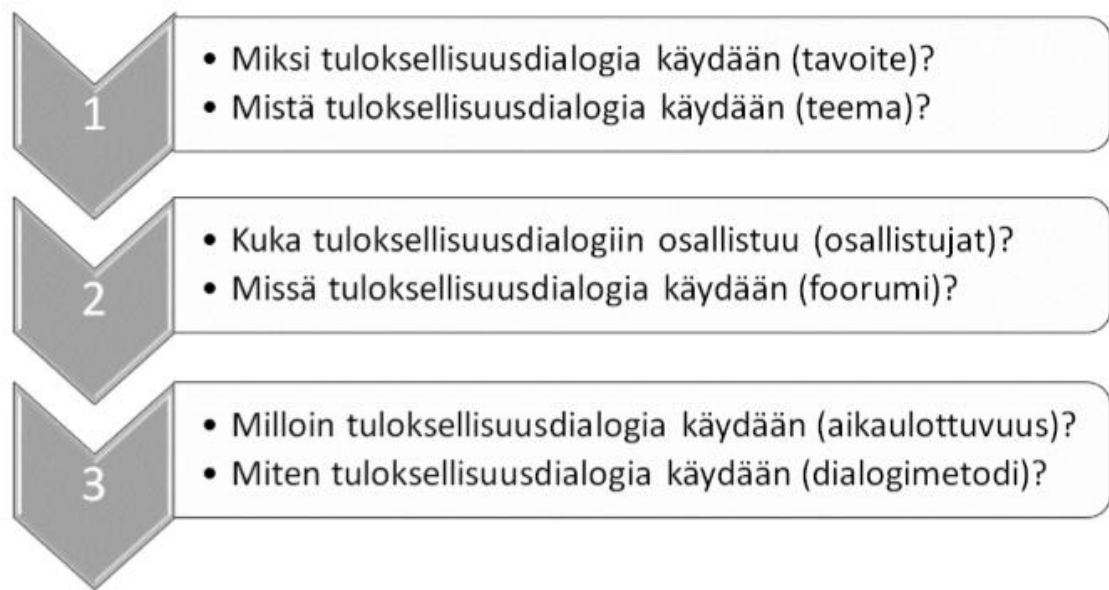 1
• Miksi tuloksellisuusdialogia käydään (tavoite)?
• Mistä tuloksellisuusdialogia käydään (teema)?
2
• Kuka tuloksellisuusdialogiin osallistuu (osallistujat)?
• Missä tuloksellisuusdialogia käydään (foorumi)?
3
• Milloin tuloksellisuusdialogia käydään (aikaulottuvuus)?
• Miten tuloksellisuusdialogia käydään (dialogimetodi)?